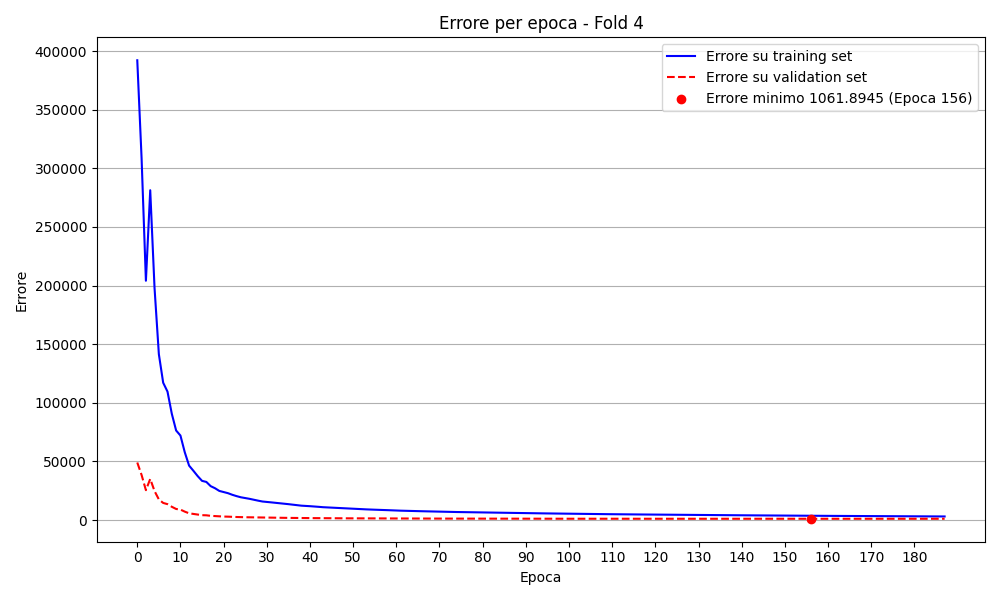 Errore per epoca - Fold 4
Errore su training set
Errore su validation set
Errore minimo 1061.8945 (Epoca 156)
400000
350000
300000
250000
200000
150000
100000
50000
0
Errore
0 10 20 30 40 50 60 70 80 90 100 110 120 130 140 150 160 170 180
Epoca